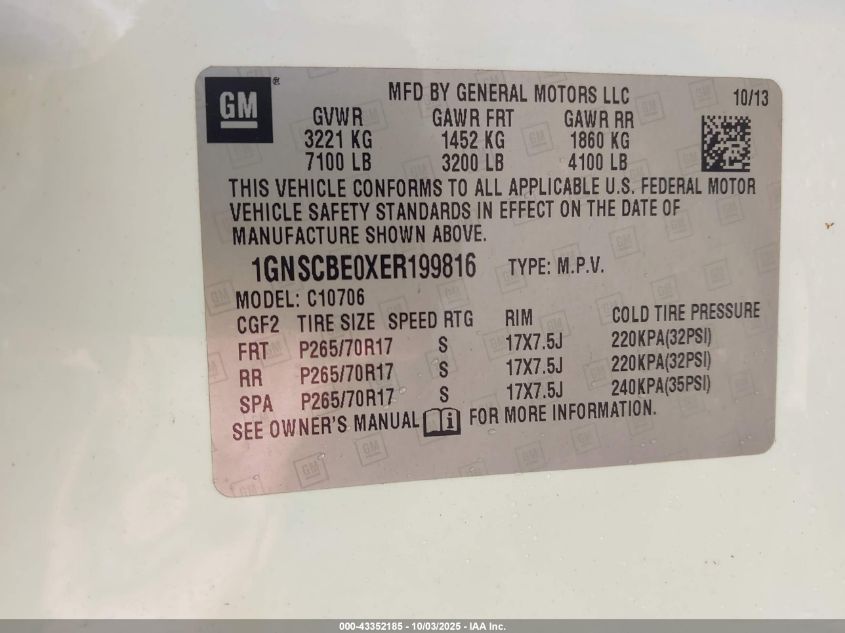 GM®
MFD BY GENERAL MOTORS LLC 10/13
GVWR GAWR FRT GAWR RR
3221 KG 1452 KG 1860 KG
7100 LB 3200 LB 4100 LB
THIS VEHICLE CONFORMS TO ALL APPLICABLE U.S. FEDERAL MOTOR
VEHICLE SAFETY STANDARDS IN EFFECT ON THE DATE OF
MANUFACTURE SHOWN ABOVE.
1GNSCBE0XER199816 TYPE: M.P.V.
MODEL: C10706
CGF2 TIRE SIZE SPEED RTG RIM COLD TIRE PRESSURE
FRT P265/70R17 S 17X7.5J 220KPA(32PSI)
RR P265/70R17 S 17X7.5J 220KPA(32PSI)
SPA P265/70R17 S 17X7.5J 240KPA(35PSI)
SEE OWNER'S MANUAL FOR MORE INFORMATION.
000-43352185 - 10/03/2025 - IAA Inc.